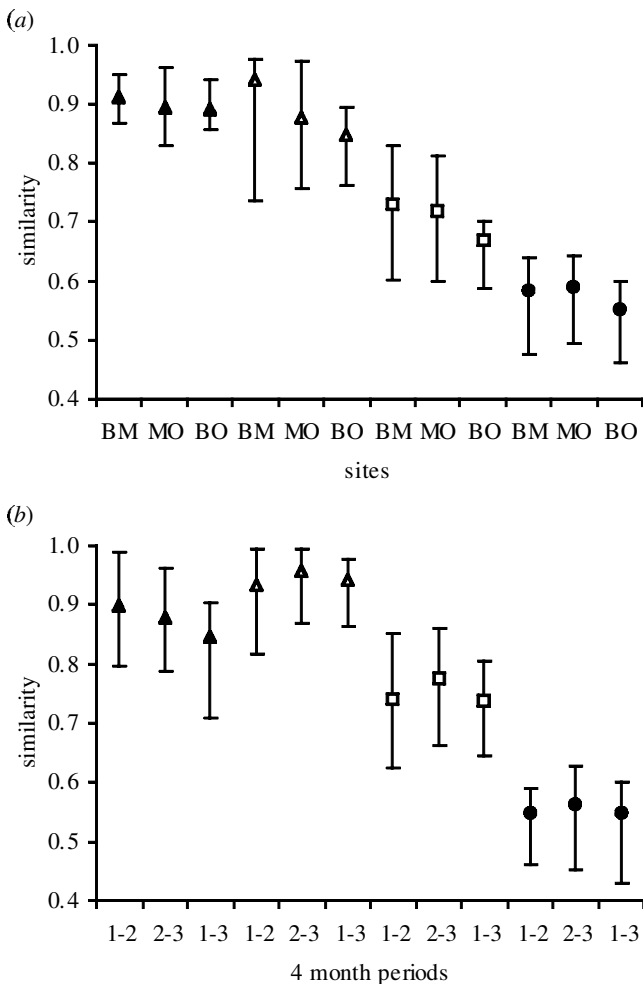 (a)
1.0
0.9
0.8
0.7
0.6
0.5
0.4
similarity
BM MO BO BM MO BO BM MO BO BM MO BO
sites
(b)
1.0
0.9
0.8
0.7
0.6
0.5
0.4
similarity
1-2 2-3 1-3 1-2 2-3 1-3 1-2 2-3 1-3 1-2 2-3 1-3
4 month periods